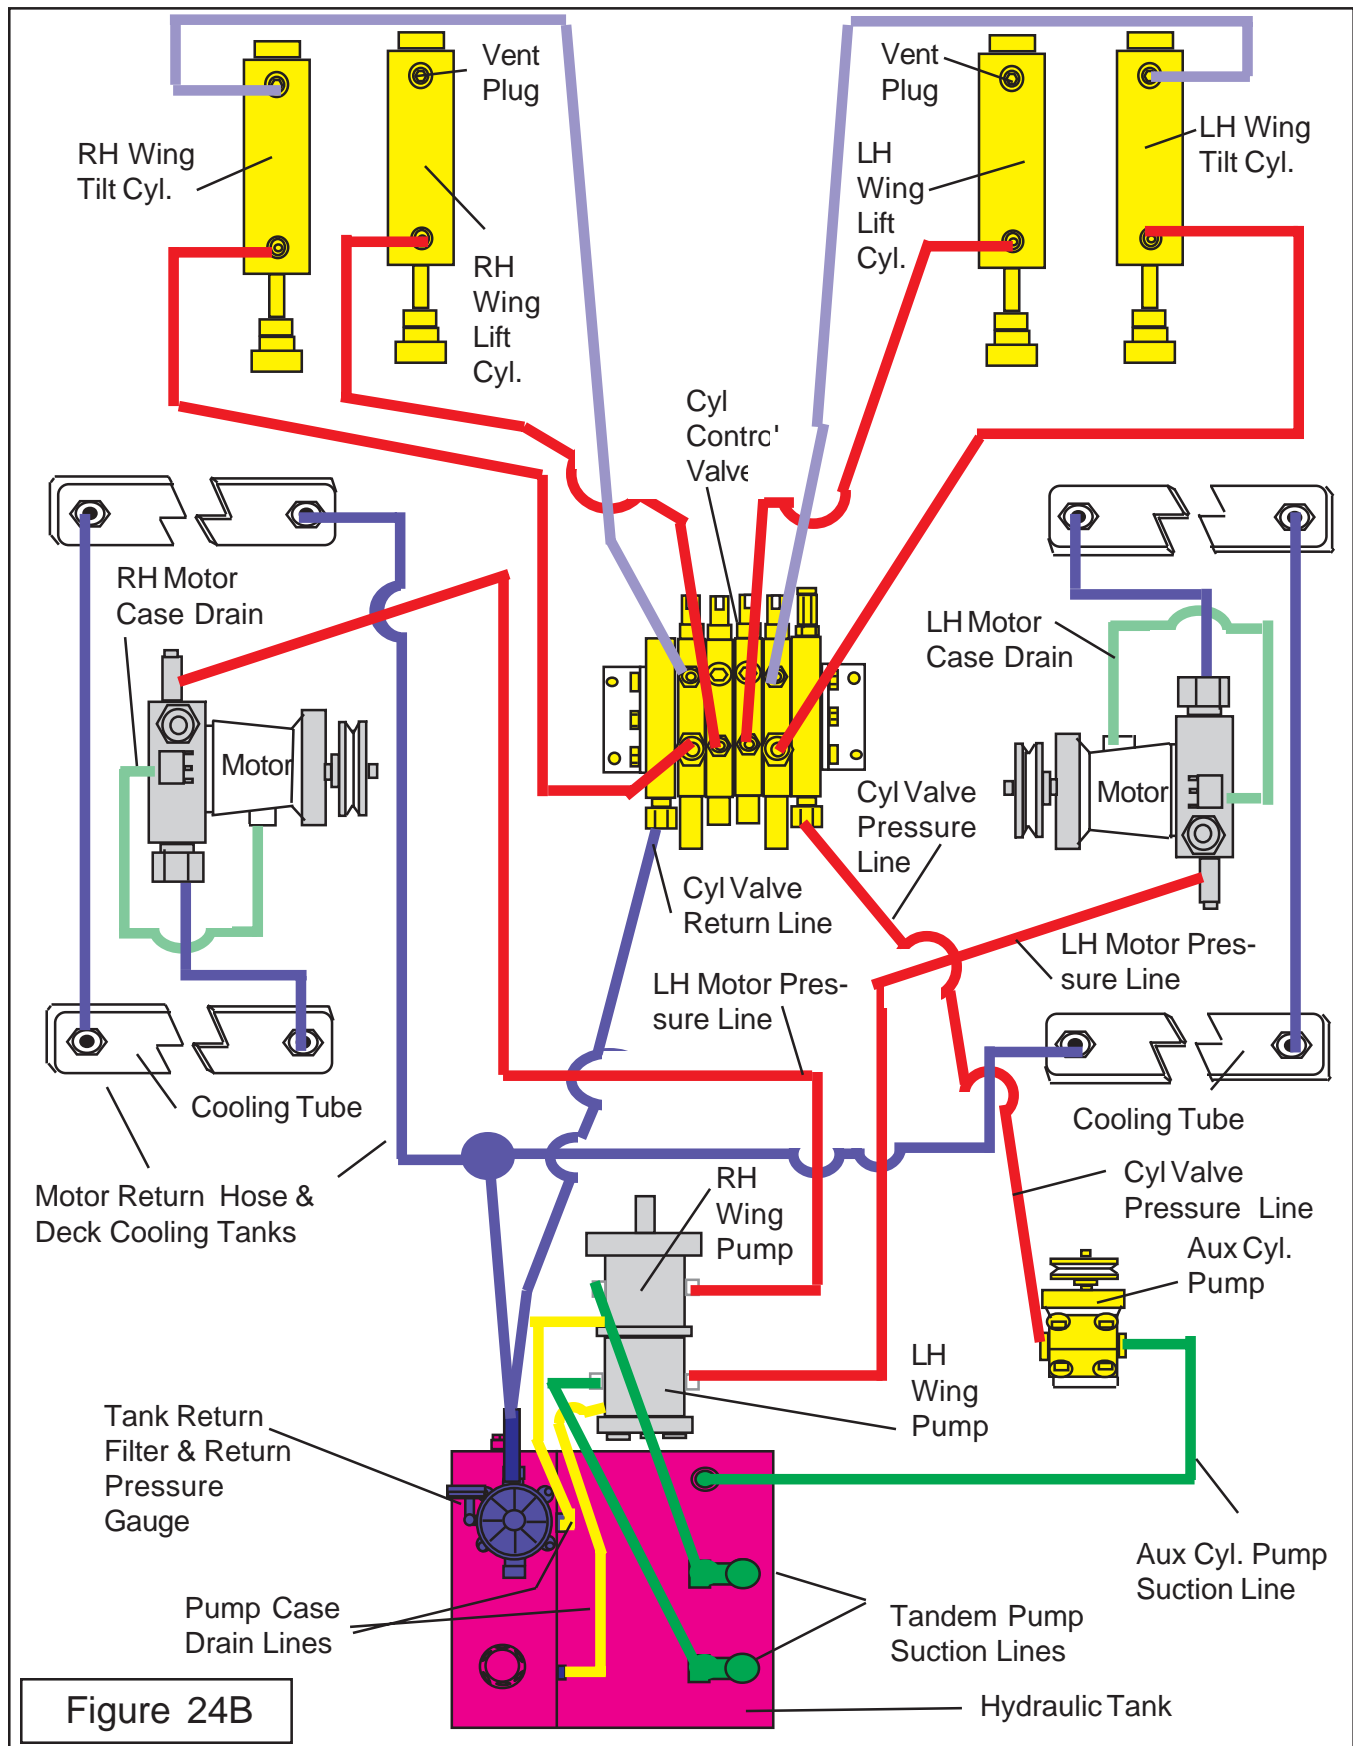 Vent
Plug
Vent
Plug
RH Wing
Tilt Cyl.
LH
Wing
Lift
Cyl.
LH Wing
Tilt Cyl.
RH
Wing
Lift
Cyl.
Cyl
Control
Valve
RH Motor
Case Drain
LH Motor
Case Drain
Motor
Motor
Cyl Valve
Pressure
Line
Cyl Valve
Return Line
LH Motor Pres-
sure Line
LH Motor Pres-
sure Line
Cooling Tube
Cooling Tube
Motor Return Hose &
Deck Cooling Tanks
RH
Wing
Pump
Cyl Valve
Pressure Line
Aux Cyl.
Pump
LH
Wing
Pump
Tank Return
Filter & Return
Pressure
Gauge
Aux Cyl. Pump
Suction Line
Pump Case
Drain Lines
Tandem Pump
Suction Lines
Hydraulic Tank
Figure 24B